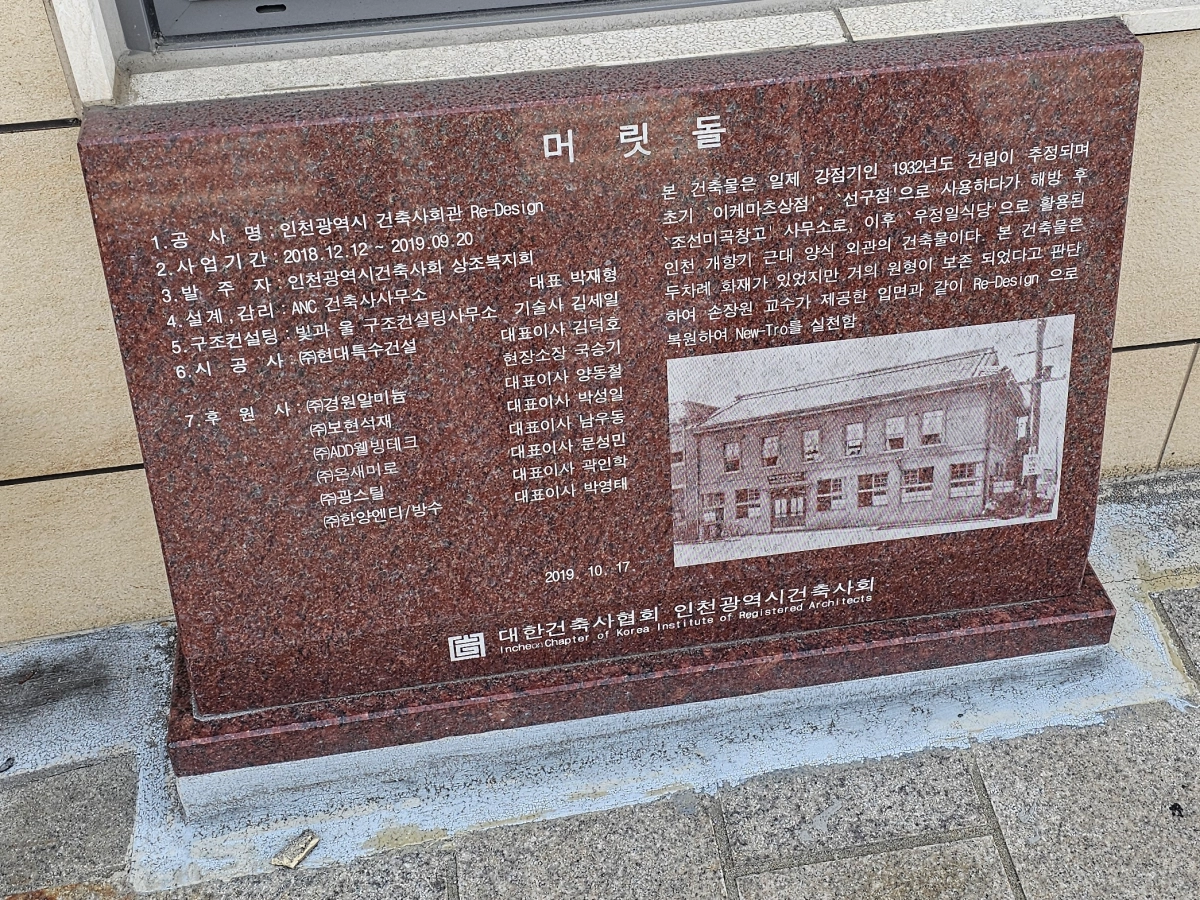 머 릿 돌
1.공 사 명 : 인천광역시 건축사회관 Re-Design
2.사업기간 : 2018.12.12 ~ 2019.09.20
3.발 주 자 : 인천광역시건축사회 상조복지회
4.설계,감리 : ANC 건축사사무소 대표 박재형
5.구조컨설팅 : 빛과 울 구조컨설팅사무소 기술사 김세일
6.시 공 사 : ㈜현대특수건설 대표이사 김덕호
현장소장 국승기
7.후 원 사 : ㈜경원알미늄 대표이사 양동철
㈜보현석재 대표이사 박성일
㈜ADD웰빙테크 대표이사 남우동
㈜온새미로 대표이사 문성민
㈜광스틸 대표이사 곽인학
㈜한양엔티/방수 대표이사 박영태
본 건축물은 일제 강점기인 1932년도 건립이 추정되며
초기 '이케마츠상점' '선구점'으로 사용하다가 해방 후
'조선미곡창고' 사무소로, 이후 '우정일식당'으로 활용된
인천 개항기 근대 양식 외관의 건축물이다. 본 건축물은
두차례 화재가 있었지만 거의 원형이 보존 되었다고 판단
하여 손장원 교수가 제공한 입면과 같이 Re-Design 으로
복원하여 New-Tro를 실천함
2019. 10. 17
대한건축사협회 인천광역시건축사회
Incheon Chapter of Korea Institute of Registered Architects